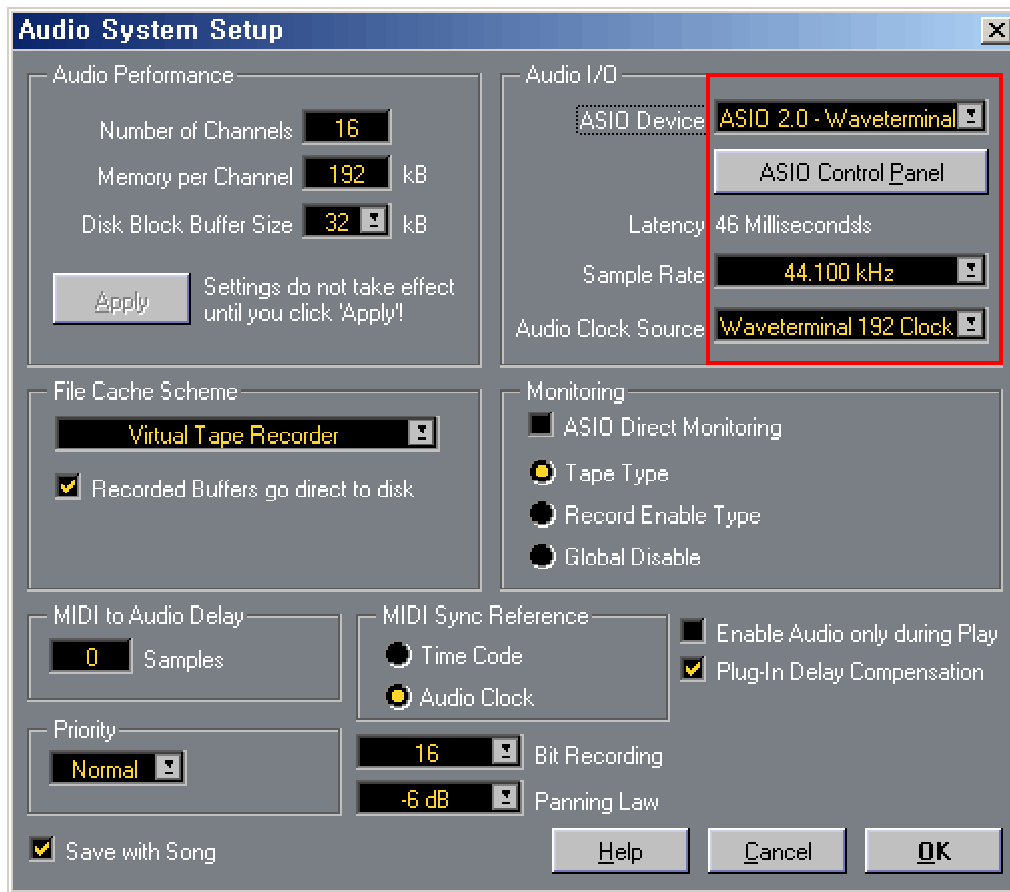 Audio System Setup
Audio Performance
Number of Channels 16
Memory per Channel 192 kB
Disk Block Buffer Size 32 kB
Apply
Settings do not take effect
until you click 'Apply'!
Audio I/O
ASIO Device ASIO 2.0 - Waveterminal
ASIO Control Panel
Latency 46 Millisecondsls
Sample Rate 44.100 kHz
Audio Clock Source Waveterminal 192 Clock
File Cache Scheme
Virtual Tape Recorder
Recorded Buffers go direct to disk
Monitoring
ASIO Direct Monitoring
Tape Type
Record Enable Type
Global Disable
MIDI to Audio Delay
0 Samples
MIDI Sync Reference
Time Code
Audio Clock
Enable Audio only during Play
Plug-In Delay Compensation
Priority
Normal
16 Bit Recording
-6 dB Panning Law
Save with Song
Help
Cancel
OK